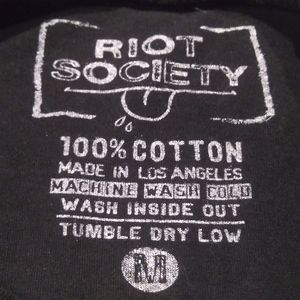 RIOT
SOCIETY
100% COTTON
MADE IN LOS ANGELES
MACHINE WASH COLD
WASH INSIDE OUT
TUMBLE DRY LOW